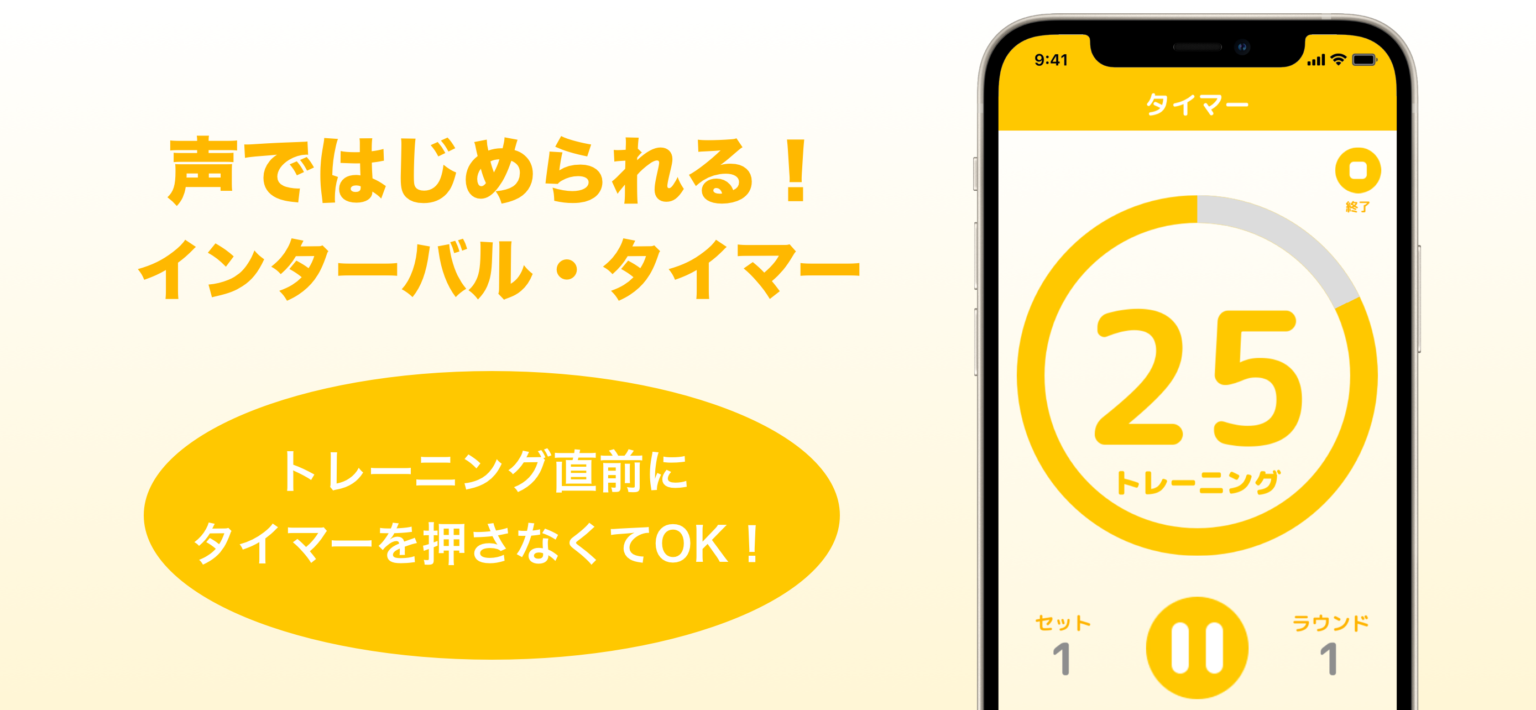 声ではじめられる！
インターバル・タイマー
トレーニング直前に
タイマーを押さなくてOK！
9:41
タイマー
終了
25
トレーニング
セット
1
ラウンド
1